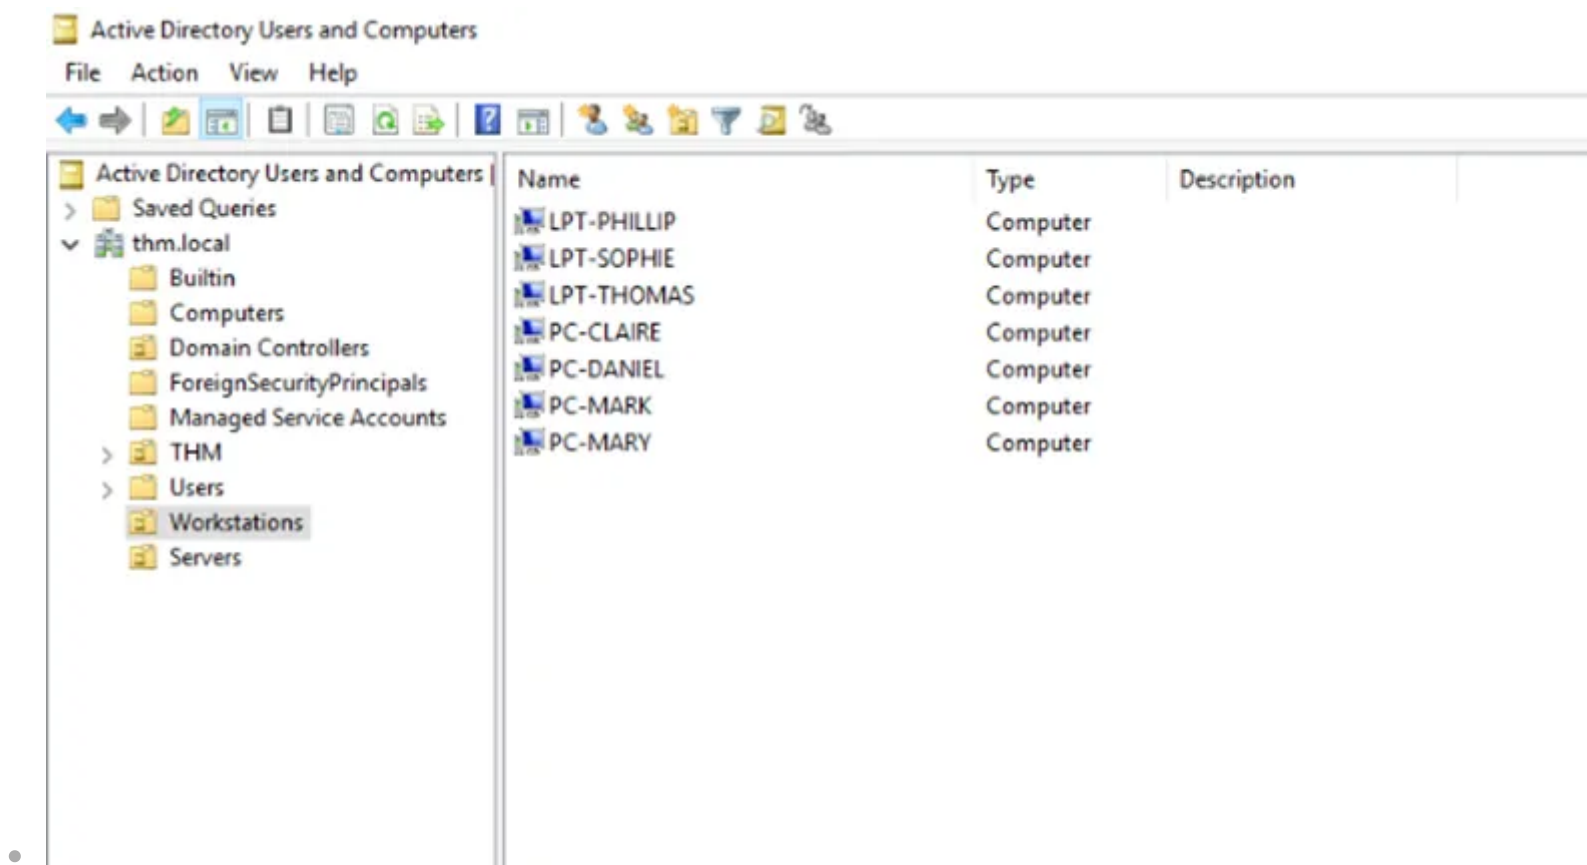 Active Directory Users and Computers
File Action View Help
Active Directory Users and Computers
Saved Queries
thm.local
Builtin
Computers
Domain Controllers
ForeignSecurityPrincipals
Managed Service Accounts
THM
Users
Workstations
Servers
Name Type Description
LPT-PHILLIP Computer
LPT-SOPHIE Computer
LPT-THOMAS Computer
PC-CLAIRE Computer
PC-DANIEL Computer
PC-MARK Computer
PC-MARY Computer